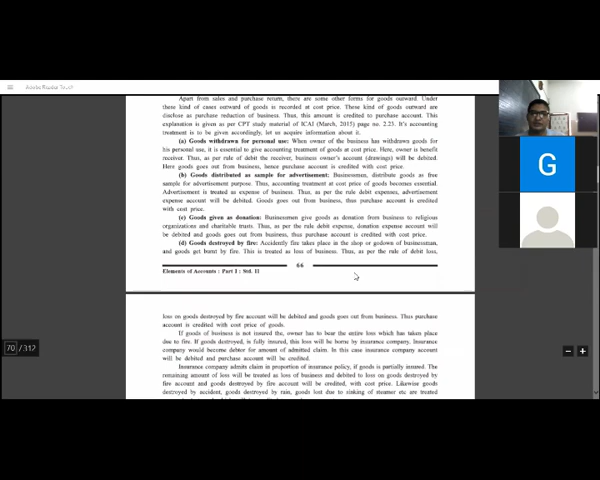 Adobe Reader Touch
Apart from sales and purchase return, there are some other forms for goods outward. Under
these kind of cases outward of goods is recorded at cost price. These kind of goods outward are
disclose as purchase reduction of business. Thus, this amount is credited to purchase account. This
explanation is given as per CPT study material of ICAI (March, 2015) page no. 2.23. It's accounting
treatment is to be given accordingly, let us acquire information about it.
(a) Goods withdrawn for personal use: When owner of the business has withdrawn goods for
his personal use, it is essential to give accounting treatment of goods at cost price. Here, owner is benefit
receiver. Thus, as per rule of debit the receiver, business owner's account (drawings) will be debited.
Here goods goes out from business, hence purchase account is credited with cost price.
(b) Goods distributed as sample for advertisement: Businessmen, distribute goods as free
sample for advertisement purpose. Thus, accounting treatment at cost price of goods becomes essential.
Advertisement is treated as expense of business. Thus, as per the rule debit expenses, advertisement
expense account will be debited. Goods goes out from business, thus purchase account is credited
with cost price.
(c) Goods given as donation: Businessmen give goods as donation from business to religious
organizations and charitable trusts. Thus, as per the rule debit expense, donation expense account will
be debited and goods goes out from business, thus purchase account is credited with cost price.
(d) Goods destroyed by fire: Accidently fire takes place in the shop or godown of businessman,
and goods get burnt by fire. This is treated as loss of business. Thus, as per the rule of debit loss,
66
Elements of Accounts : Part I : Std. 11
loss on goods destroyed by fire account will be debited and goods goes out from business. Thus purchase
account is credited with cost price of goods.
If goods of business is not insured the, owner has to bear the entire loss which has taken place
due to fire. If goods destroyed, is fully insured, this loss will be borne by insurance company. Insurance
company would become debtor for amount of admitted claim. In this case insurance company account
will be debited and purchase account will be credited.
Insurance company admits claim in proportion of insurance policy, if goods is partially insured. The
remaining amount of loss will be treated as loss of business and debited to loss on goods destroyed by
fire account and goods destroyed by fire account will be credited, with cost price. Likewise goods
destroyed by accident, goods destroyed by rain, goods lost due to sinking of steamer etc are treated
70 / 312
G